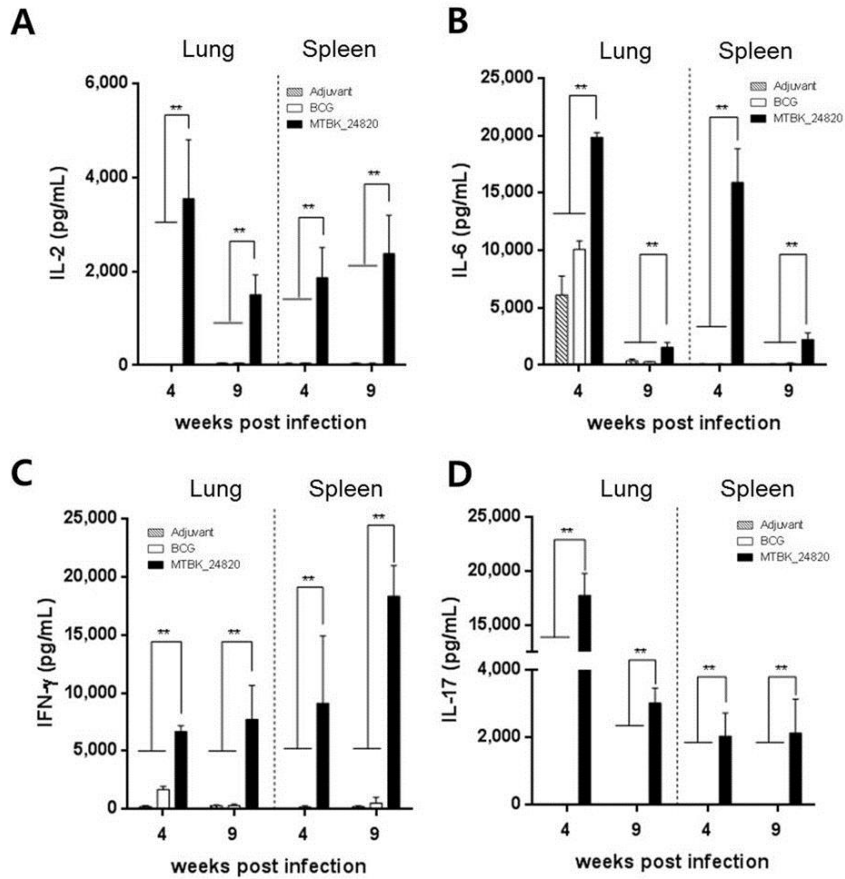 A
Lung Spleen
6,000
4,000
2,000
0
IL-2 (pg/mL)
Adjuvant
BCG
MTBK_24820
**
**
**
**
4 9 4 9
weeks post infection
B
Lung Spleen
25,000
20,000
15,000
10,000
5,000
0
IL-6 (pg/mL)
Adjuvant
BCG
MTBK_24820
**
**
**
**
4 9 4 9
weeks post infection
C
Lung Spleen
25,000
20,000
15,000
10,000
5,000
0
IFN-γ (pg/mL)
Adjuvant
BCG
MTBK_24820
**
**
**
**
4 9 4 9
weeks post infection
D
Lung Spleen
25,000
20,000
15,000
4,000
2,000
0
IL-17 (pg/mL)
Adjuvant
BCG
MTBK_24820
**
**
**
**
4 9 4 9
weeks post infection